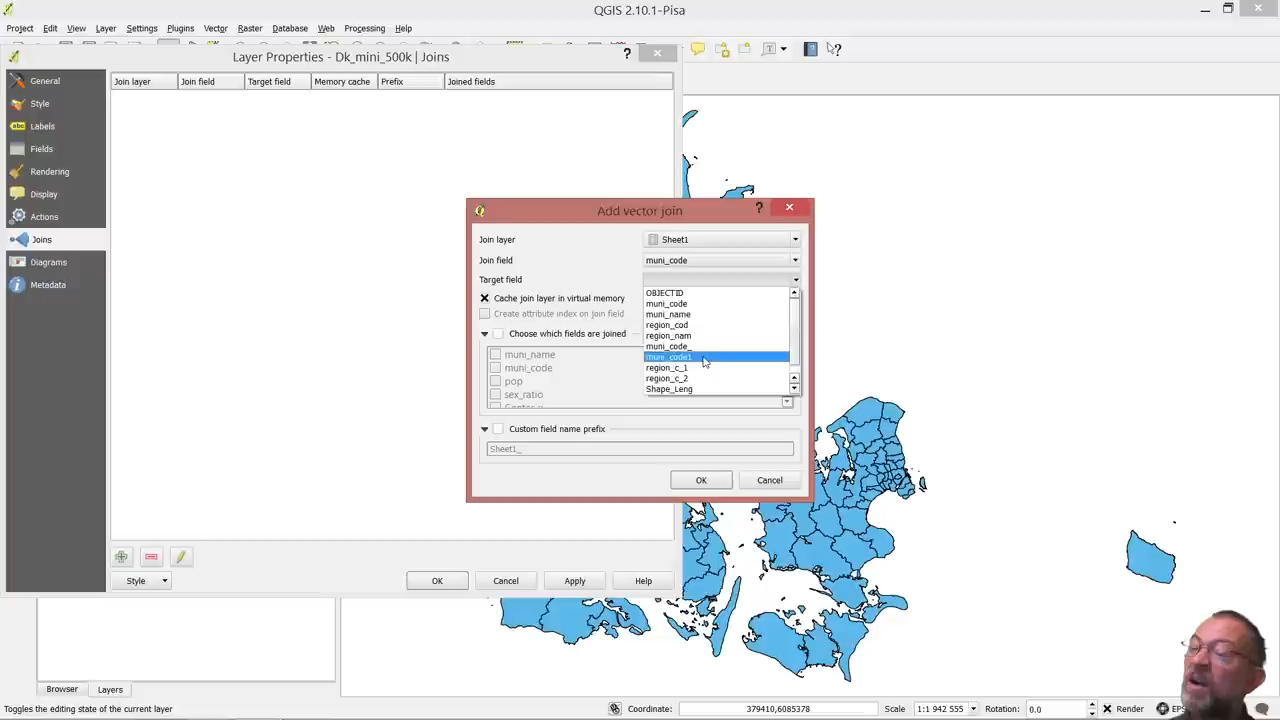 QGIS 2.10.1-Pisa
Project Edit View Layer Settings Plugins Vector Raster Database Web Processing Help
Layer Properties - Dk_mini_500k | Joins
General
Style
Labels
Fields
Rendering
Display
Actions
Joins
Diagrams
Metadata
Join layer Join field Target field Memory cache Prefix Joined fields
Add vector join
Join layer Sheet1
Join field muni_code
Target field
OBJECTID
muni_code
muni_name
region_cod
region_nam
muni_code_
muni_code1
region_c_1
region_c_2
Shape_Leng
Cache join layer in virtual memory
Create attribute index on join field
Choose which fields are joined
muni_name
muni_code
pop
sex_ratio
Custom field name prefix
Sheet1_
OK Cancel
Style OK Cancel Apply Help
Browser Layers
Toggles the editing state of the current layer Coordinate: 379410,6085378 Scale 1:1 942 555 Rotation: 0.0 Render